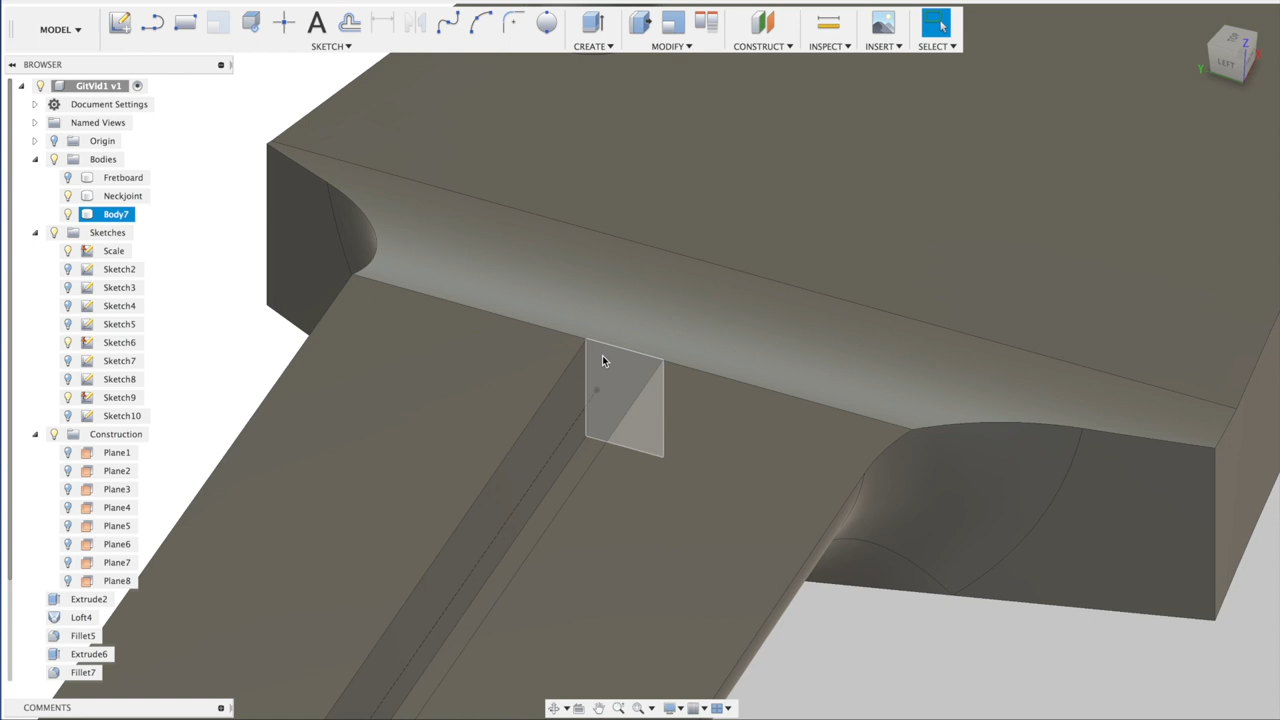 MODEL
SKETCH
CREATE
MODIFY
CONSTRUCT
INSPECT
INSERT
SELECT
BROWSER
GitVid1 v1
Document Settings
Named Views
Origin
Bodies
Fretboard
Neckjoint
Body7
Sketches
Scale
Sketch2
Sketch3
Sketch4
Sketch5
Sketch6
Sketch7
Sketch8
Sketch9
Sketch10
Construction
Plane1
Plane2
Plane3
Plane4
Plane5
Plane6
Plane7
Plane8
Extrude2
Loft4
Fillet5
Extrude6
Fillet7
COMMENTS
Z
Y
LEFT